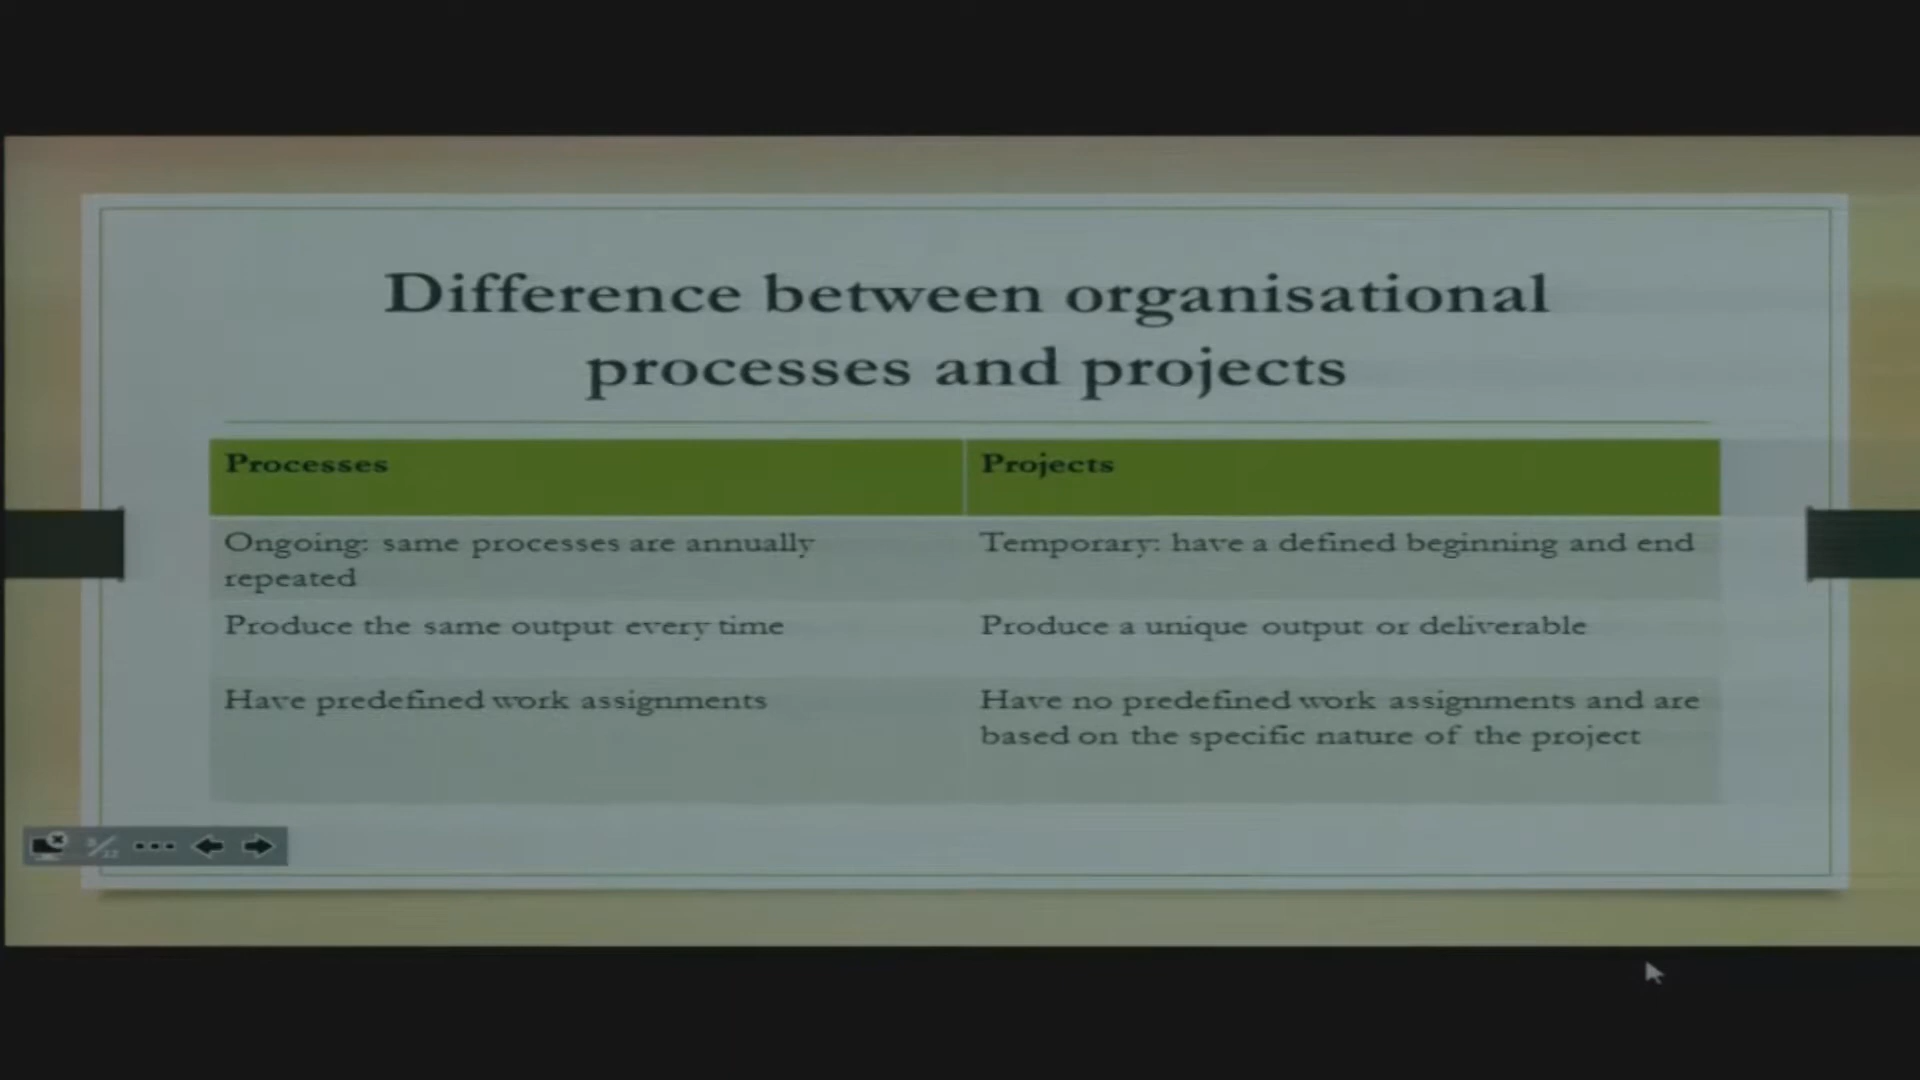 Difference between organisational
processes and projects
Processes
Projects
Ongoing: same processes are annually
repeated
Temporary: have a defined beginning and end
Produce the same output every time
Produce a unique output or deliverable
Have predefined work assignments
Have no predefined work assignments and are
based on the specific nature of the project